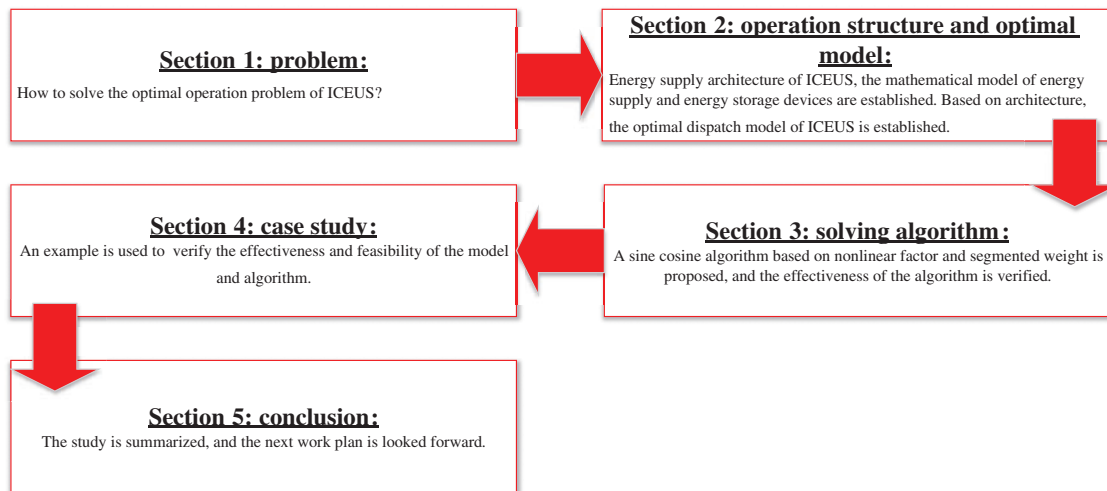 Section 1: problem:
How to solve the optimal operation problem of ICEUS?
Section 2: operation structure and optimal
model:
Energy supply architecture of ICEUS, the mathematical model of energy
supply and energy storage devices are established. Based on architecture,
the optimal dispatch model of ICEUS is established.
Section 3: solving algorithm:
A sine cosine algorithm based on nonlinear factor and segmented weight is
proposed, and the effectiveness of the algorithm is verified.
Section 4: case study:
An example is used to verify the effectiveness and feasibility of the model
and algorithm.
Section 5: conclusion:
The study is summarized, and the next work plan is looked forward.